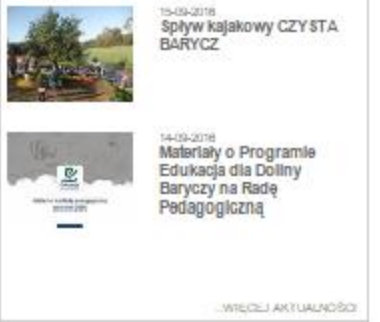 15-09-2016
Spływ kajakowy CZYSTA
BARYCZ
14-09-2016
Materiały o Programie
Edukacja dla Doliny
Baryczy na Radę
Pedagogiczną
...WIĘCEJ AKTUALNOŚCI